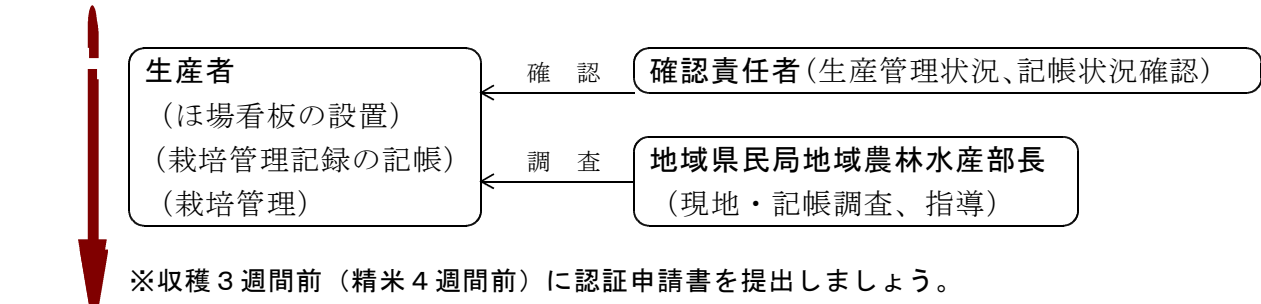 生産者
（ほ場看板の設置）
（栽培管理記録の記帳）
（栽培管理）
確　認
確認責任者（生産管理状況、記帳状況確認）
調　査
地域県民局地域農林水産部長
（現地・記帳調査、指導）
※収穫３週間前（精米４週間前）に認証申請書を提出しましょう。